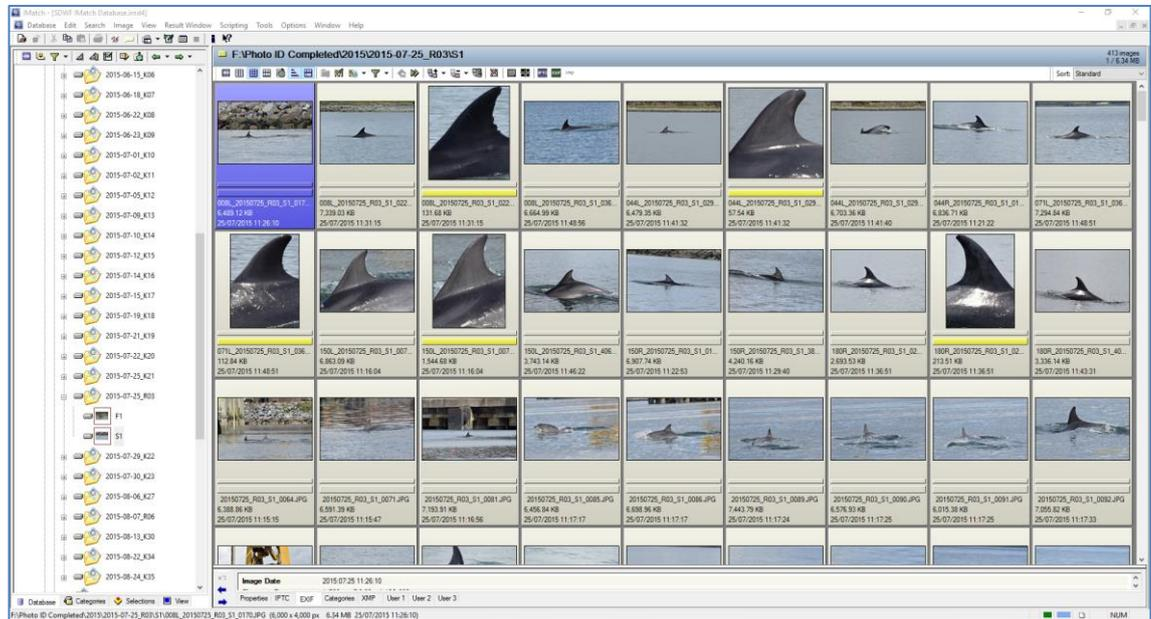 iMatch - [SDWF iMatch Database.imd4]
Database Edit Search Image View Result Window Scripting Tools Options Window Help
F:\Photo ID Completed\2015\2015-07-25_R03\S1
413 images
1 / 6.34 MB
Sort: Standard
2015-06-15_K06
2015-06-18_K07
2015-06-22_K08
2015-06-23_K09
2015-07-01_K10
2015-07-02_K11
2015-07-05_K12
2015-07-09_K13
2015-07-10_K14
2015-07-12_K15
2015-07-14_K16
2015-07-15_K17
2015-07-19_K18
2015-07-21_K19
2015-07-22_K20
2015-07-25_K21
2015-07-25_R03
F1
S1
2015-07-29_K22
2015-07-30_K23
2015-08-06_K27
2015-08-07_R06
2015-08-13_K30
2015-08-22_K34
2015-08-24_K35
Database Categories Selections View
008L_20150725_R03_S1_017... 008L_20150725_R03_S1_022... 008L_20150725_R03_S1_022... 008L_20150725_R03_S1_036... 044L_20150725_R03_S1_029... 044L_20150725_R03_S1_029... 044L_20150725_R03_S1_029... 044R_20150725_R03_S1_01... 071L_20150725_R03_S1_036...
6,489.12 KB 7,339.03 KB 131.68 KB 6,664.99 KB 6,479.35 KB 57.54 KB 6,703.36 KB 6,836.71 KB 7,294.84 KB
25/07/2015 11:26:10 25/07/2015 11:31:15 25/07/2015 11:31:15 25/07/2015 11:48:56 25/07/2015 11:41:32 25/07/2015 11:41:32 25/07/2015 11:41:40 25/07/2015 11:21:22 25/07/2015 11:48:51
071L_20150725_R03_S1_036... 150L_20150725_R03_S1_007... 150L_20150725_R03_S1_007... 150L_20150725_R03_S1_406... 150R_20150725_R03_S1_01... 150R_20150725_R03_S1_38... 180R_20150725_R03_S1_02... 180R_20150725_R03_S1_02... 180R_20150725_R03_S1_40...
112.84 KB 6,863.09 KB 1,544.68 KB 3,743.14 KB 6,907.74 KB 4,240.16 KB 2,693.53 KB 213.51 KB 3,336.14 KB
25/07/2015 11:48:51 25/07/2015 11:16:04 25/07/2015 11:16:04 25/07/2015 11:46:22 25/07/2015 11:22:53 25/07/2015 11:29:40 25/07/2015 11:36:51 25/07/2015 11:36:51 25/07/2015 11:43:31
20150725_R03_S1_0064.JPG 20150725_R03_S1_0071.JPG 20150725_R03_S1_0081.JPG 20150725_R03_S1_0085.JPG 20150725_R03_S1_0086.JPG 20150725_R03_S1_0089.JPG 20150725_R03_S1_0090.JPG 20150725_R03_S1_0091.JPG 20150725_R03_S1_0092.JPG
6,388.86 KB 6,591.39 KB 7,193.91 KB 6,456.84 KB 6,698.96 KB 7,443.79 KB 6,576.93 KB 6,015.38 KB 7,055.82 KB
25/07/2015 11:15:15 25/07/2015 11:15:47 25/07/2015 11:16:56 25/07/2015 11:17:17 25/07/2015 11:17:17 25/07/2015 11:17:24 25/07/2015 11:17:25 25/07/2015 11:17:25 25/07/2015 11:17:33
Image Date 2015:07:25 11:26:10
Properties IPTC EXIF Categories XMP User 1 User 2 User 3
F:\Photo ID Completed\2015\2015-07-25_R03\S1\008L_20150725_R03_S1_0170.JPG (6,000 x 4,000 px 6.34 MB 25/07/2015 11:26:10)
NUM